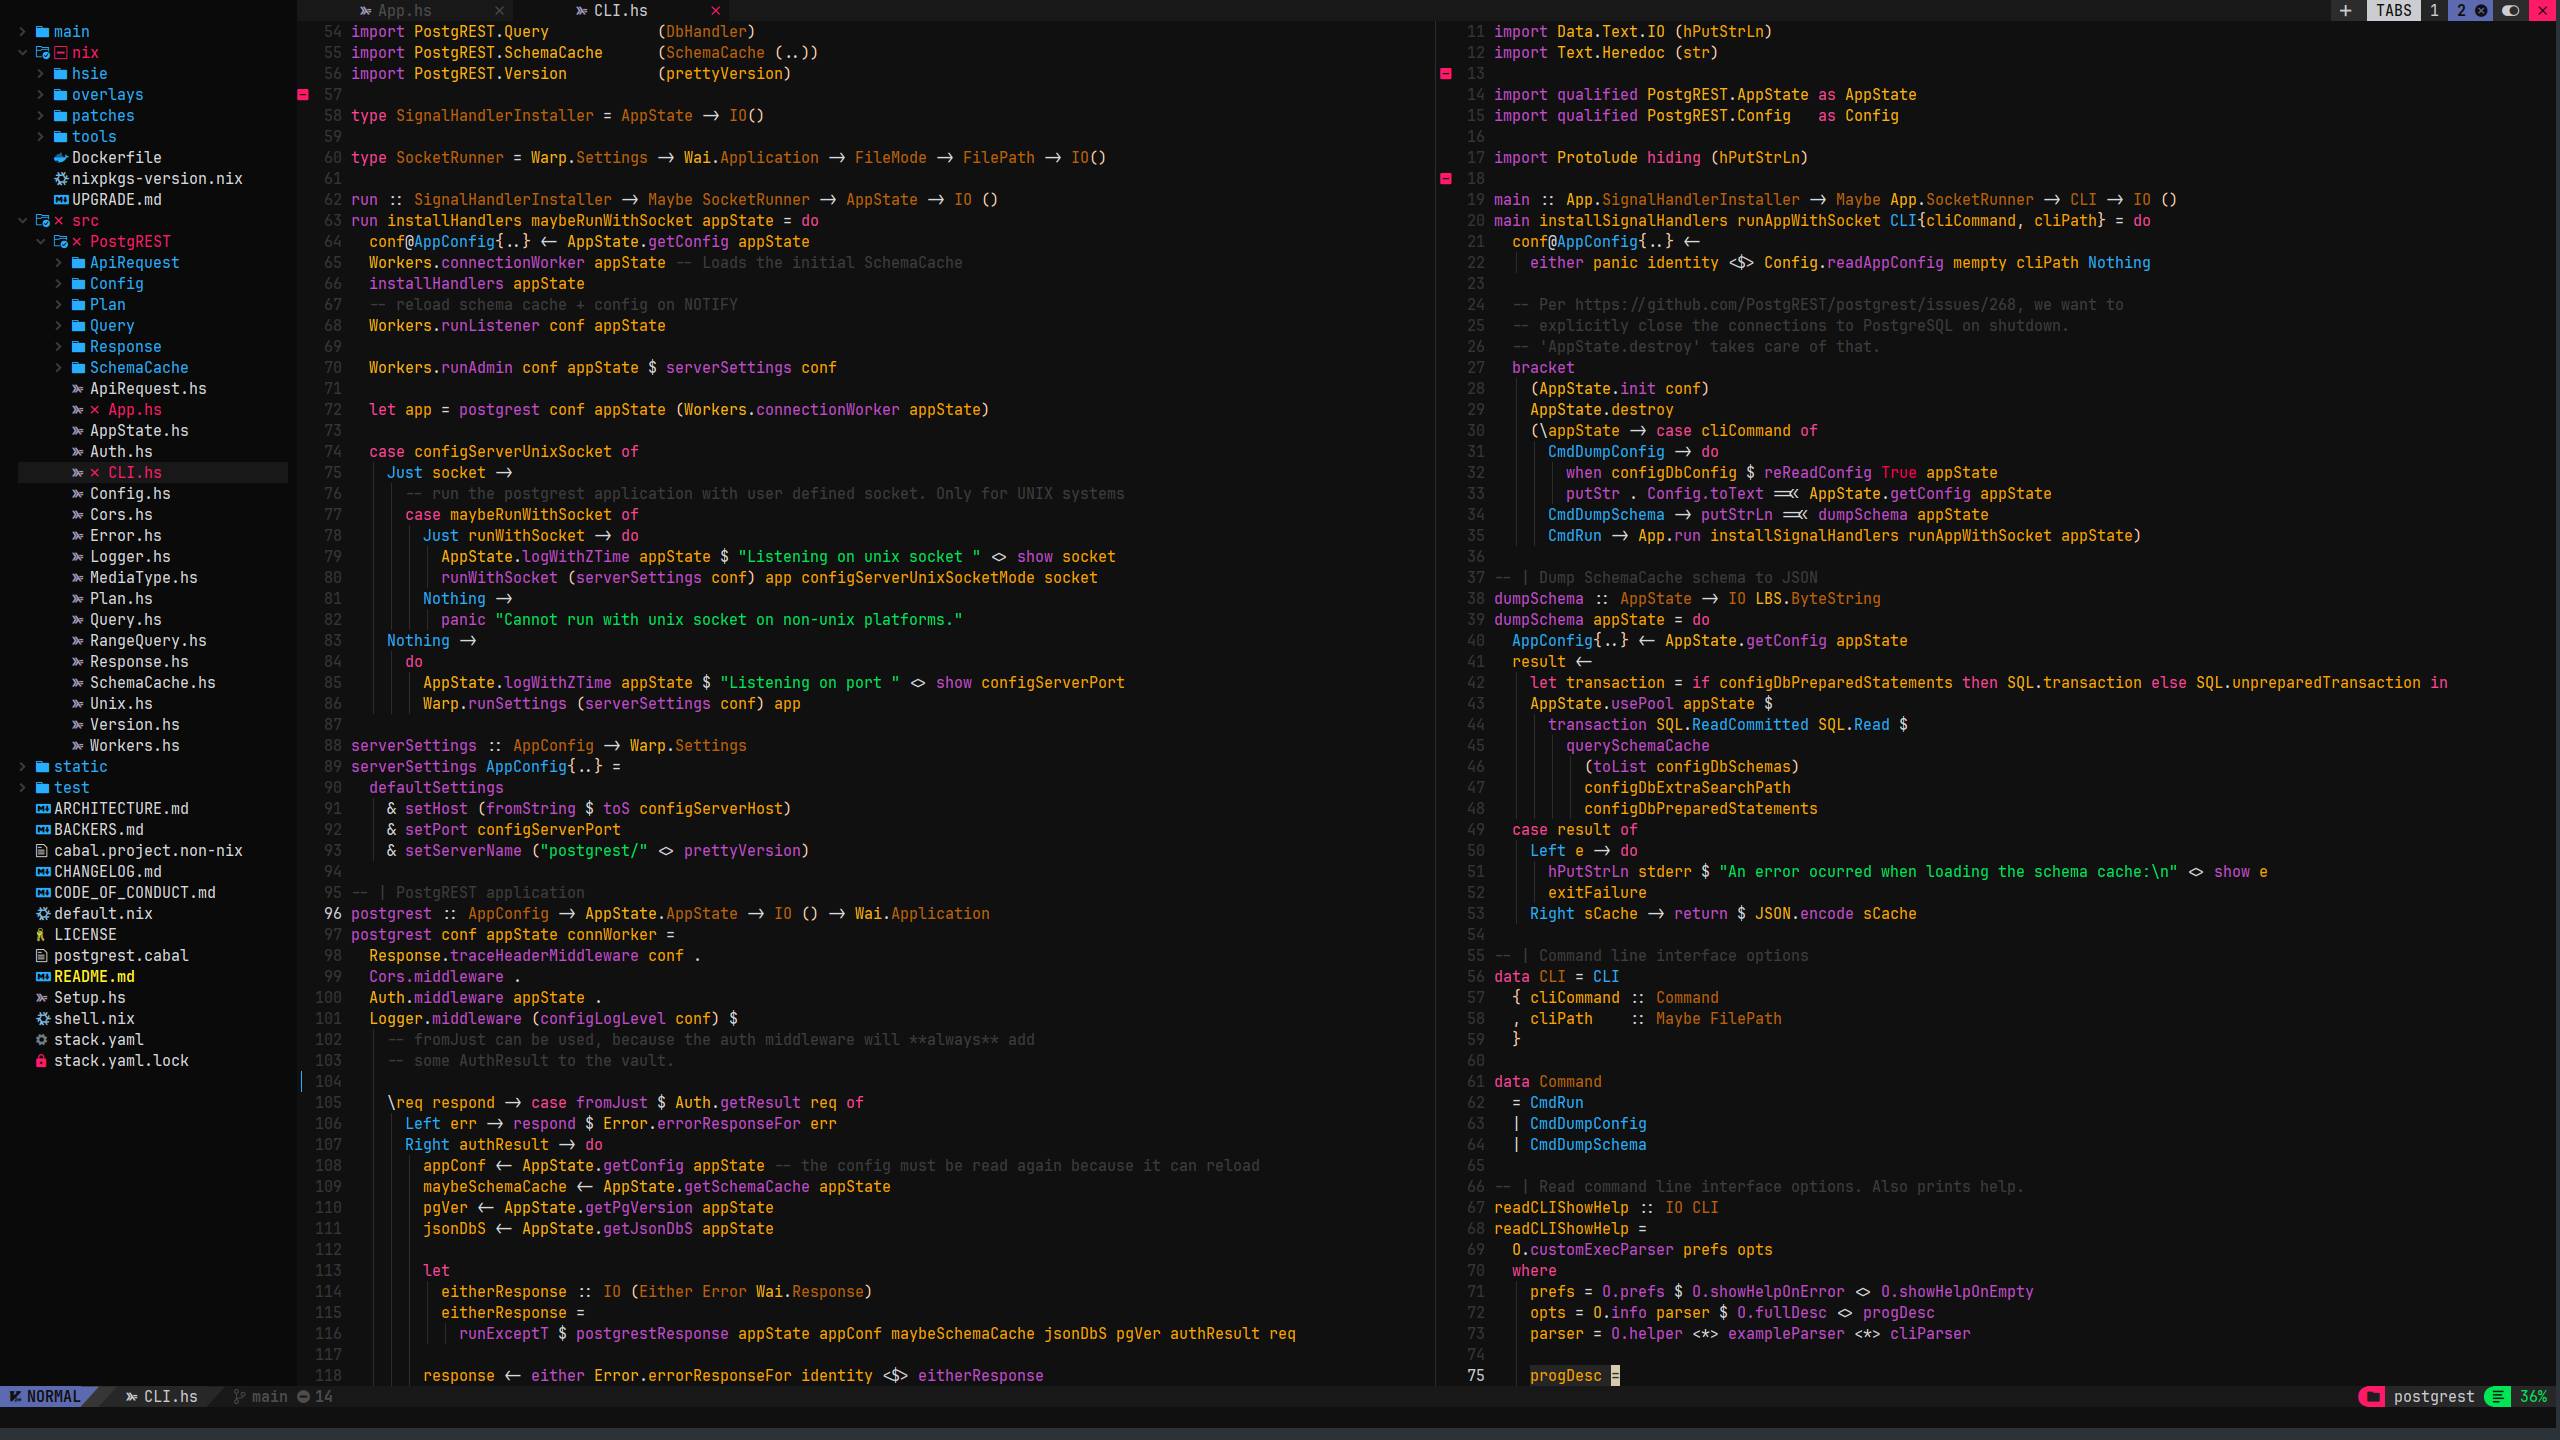 App.hs ×  CLI.hs ×  + TABS 1 2 ×
main
nix
hsie
overlays
patches
tools
Dockerfile
nixpkgs-version.nix
UPGRADE.md
× src
× PostgREST
ApiRequest
Config
Plan
Query
Response
SchemaCache
ApiRequest.hs
× App.hs
AppState.hs
Auth.hs
× CLI.hs
Config.hs
Cors.hs
Error.hs
Logger.hs
MediaType.hs
Plan.hs
Query.hs
RangeQuery.hs
Response.hs
SchemaCache.hs
Unix.hs
Version.hs
Workers.hs
static
test
ARCHITECTURE.md
BACKERS.md
cabal.project.non-nix
CHANGELOG.md
CODE_OF_CONDUCT.md
default.nix
LICENSE
postgrest.cabal
README.md
Setup.hs
shell.nix
stack.yaml
stack.yaml.lock
54 import PostgREST.Query            (DbHandler)
55 import PostgREST.SchemaCache      (SchemaCache (..))
56 import PostgREST.Version          (prettyVersion)
57
58 type SignalHandlerInstaller = AppState -> IO()
59
60 type SocketRunner = Warp.Settings -> Wai.Application -> FileMode -> FilePath -> IO()
61
62 run :: SignalHandlerInstaller -> Maybe SocketRunner -> AppState -> IO ()
63 run installHandlers maybeRunWithSocket appState = do
64   conf@AppConfig{..} <- AppState.getConfig appState
65   Workers.connectionWorker appState -- Loads the initial SchemaCache
66   installHandlers appState
67   -- reload schema cache + config on NOTIFY
68   Workers.runListener conf appState
69
70   Workers.runAdmin conf appState $ serverSettings conf
71
72   let app = postgrest conf appState (Workers.connectionWorker appState)
73
74   case configServerUnixSocket of
75     Just socket ->
76       -- run the postgrest application with user defined socket. Only for UNIX systems
77       case maybeRunWithSocket of
78         Just runWithSocket -> do
79           AppState.logWithZTime appState $ "Listening on unix socket " <> show socket
80           runWithSocket (serverSettings conf) app configServerUnixSocketMode socket
81         Nothing ->
82           panic "Cannot run with unix socket on non-unix platforms."
83     Nothing ->
84       do
85         AppState.logWithZTime appState $ "Listening on port " <> show configServerPort
86         Warp.runSettings (serverSettings conf) app
87
88 serverSettings :: AppConfig -> Warp.Settings
89 serverSettings AppConfig{..} =
90   defaultSettings
91     & setHost (fromString $ toS configServerHost)
92     & setPort configServerPort
93     & setServerName ("postgrest/" <> prettyVersion)
94
95 -- | PostgREST application
96 postgrest :: AppConfig -> AppState.AppState -> IO () -> Wai.Application
97 postgrest conf appState connWorker =
98   Response.traceHeaderMiddleware conf .
99   Cors.middleware .
100   Auth.middleware appState .
101   Logger.middleware (configLogLevel conf) $
102     -- fromJust can be used, because the auth middleware will **always** add
103     -- some AuthResult to the vault.
104
105     \req respond -> case fromJust $ Auth.getResult req of
106       Left err -> respond $ Error.errorResponseFor err
107       Right authResult -> do
108         appConf <- AppState.getConfig appState -- the config must be read again because it can reload
109         maybeSchemaCache <- AppState.getSchemaCache appState
110         pgVer <- AppState.getPgVersion appState
111         jsonDbS <- AppState.getJsonDbS appState
112
113         let
114           eitherResponse :: IO (Either Error Wai.Response)
115           eitherResponse =
116             runExceptT $ postgrestResponse appState appConf maybeSchemaCache jsonDbS pgVer authResult req
117
118         response <- either Error.errorResponseFor identity <$> eitherResponse
11 import Data.Text.IO (hPutStrLn)
12 import Text.Heredoc (str)
13
14 import qualified PostgREST.AppState as AppState
15 import qualified PostgREST.Config   as Config
16
17 import Protolude hiding (hPutStrLn)
18
19 main :: App.SignalHandlerInstaller -> Maybe App.SocketRunner -> CLI -> IO ()
20 main installSignalHandlers runAppWithSocket CLI{cliCommand, cliPath} = do
21   conf@AppConfig{..} <-
22     either panic identity <$> Config.readAppConfig mempty cliPath Nothing
23
24   -- Per https://github.com/PostgREST/postgrest/issues/268, we want to
25   -- explicitly close the connections to PostgreSQL on shutdown.
26   -- 'AppState.destroy' takes care of that.
27   bracket
28     (AppState.init conf)
29     AppState.destroy
30     (\appState -> case cliCommand of
31       CmdDumpConfig -> do
32         when configDbConfig $ reReadConfig True appState
33         putStr . Config.toText =<< AppState.getConfig appState
34       CmdDumpSchema -> putStrLn =<< dumpSchema appState
35       CmdRun -> App.run installSignalHandlers runAppWithSocket appState)
36
37 -- | Dump SchemaCache schema to JSON
38 dumpSchema :: AppState -> IO LBS.ByteString
39 dumpSchema appState = do
40   AppConfig{..} <- AppState.getConfig appState
41   result <-
42     let transaction = if configDbPreparedStatements then SQL.transaction else SQL.unpreparedTransaction in
43     AppState.usePool appState $
44       transaction SQL.ReadCommitted SQL.Read $
45         querySchemaCache
46           (toList configDbSchemas)
47           configDbExtraSearchPath
48           configDbPreparedStatements
49   case result of
50     Left e -> do
51       hPutStrLn stderr $ "An error ocurred when loading the schema cache:\n" <> show e
52       exitFailure
53     Right sCache -> return $ JSON.encode sCache
54
55 -- | Command line interface options
56 data CLI = CLI
57   { cliCommand :: Command
58   , cliPath    :: Maybe FilePath
59   }
60
61 data Command
62   = CmdRun
63   | CmdDumpConfig
64   | CmdDumpSchema
65
66 -- | Read command line interface options. Also prints help.
67 readCLIShowHelp :: IO CLI
68 readCLIShowHelp =
69   O.customExecParser prefs opts
70   where
71     prefs = O.prefs $ O.showHelpOnError <> O.showHelpOnEmpty
72     opts = O.info parser $ O.fullDesc <> progDesc
73     parser = O.helper <*> exampleParser <*> cliParser
74
75     progDesc =
NORMAL  CLI.hs  main  14  postgrest  36%